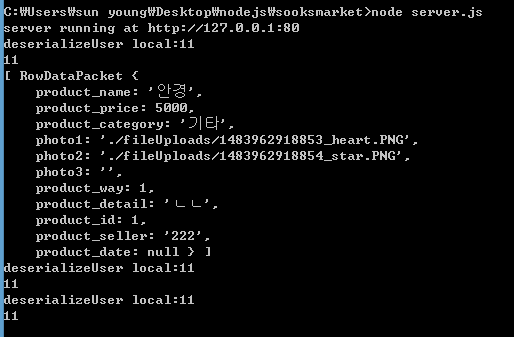 C:₩Users₩sun young₩Desktop₩nodejs₩sooksmarket>node server.js
server running at http://127.0.0.1:80
deserializeUser local:11
11
[ RowDataPacket {
product_name: '안경',
product_price: 5000,
product_category: '기타',
photo1: './fileUploads/1483962918853_heart.PNG',
photo2: './fileUploads/1483962918854_star.PNG',
photo3: '',
product_way: 1,
product_detail: 'ㄴㄴ',
product_id: 1,
product_seller: '222',
product_date: null } ]
deserializeUser local:11
11
deserializeUser local:11
11